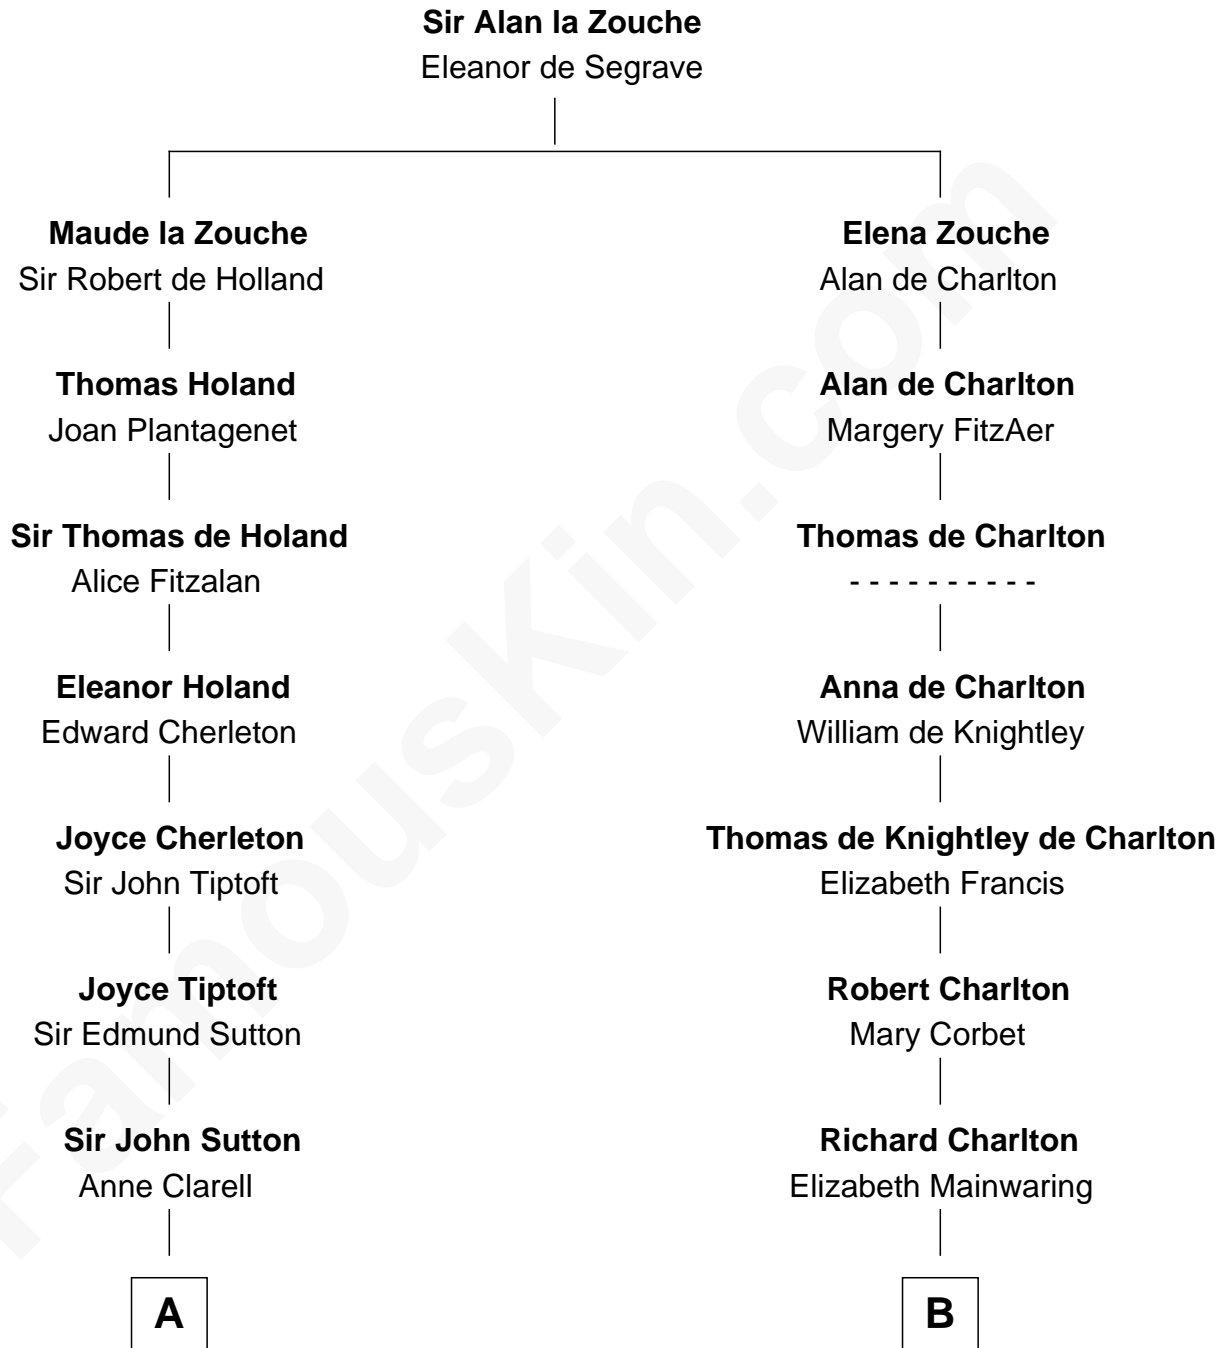 Sir Alan la Zouche
Eleanor de Segrave
Maude la Zouche
Sir Robert de Holland
Elena Zouche
Alan de Charlton
Thomas Holand
Joan Plantagenet
Alan de Charlton
Margery FitzAer
Sir Thomas de Holand
Alice Fitzalan
Thomas de Charlton
- - - - - - - - - -
Eleanor Holand
Edward Cherleton
Anna de Charlton
William de Knightley
Joyce Cherleton
Sir John Tiptoft
Thomas de Knightley de Charlton
Elizabeth Francis
Joyce Tiptoft
Sir Edmund Sutton
Robert Charlton
Mary Corbet
Sir John Sutton
Anne Clarell
Richard Charlton
Elizabeth Mainwaring
A
B
FamousKin.com